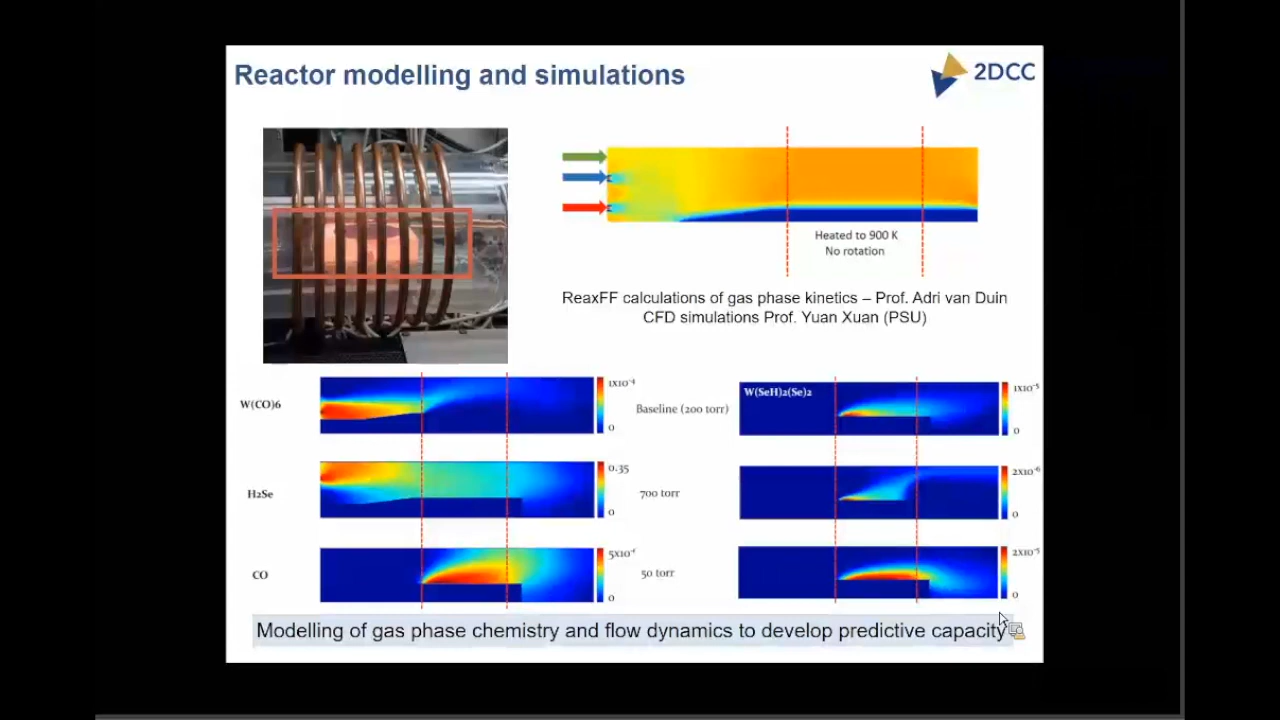 Reactor modelling and simulations
2DCC
Heated to 900 K
No rotation
ReaxFF calculations of gas phase kinetics – Prof. Adri van Duin
CFD simulations Prof. Yuan Xuan (PSU)
W(CO)6
1X10⁻⁴
0
Baseline (200 torr)
W(SeH)2(Se)2
1X10⁻⁵
0
H2Se
0.35
0
700 torr
2X10⁻⁶
0
CO
0
50 torr
2X10⁻⁵
0
Modelling of gas phase chemistry and flow dynamics to develop predictive capacity